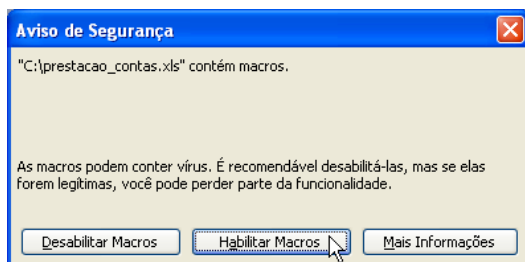 Aviso de Segurança
"C:\prestacao_contas.xls" contém macros.
As macros podem conter vírus. É recomendável desabilitá-las, mas se elas
forem legítimas, você pode perder parte da funcionalidade.
Desabilitar Macros Habilitar Macros Mais Informações